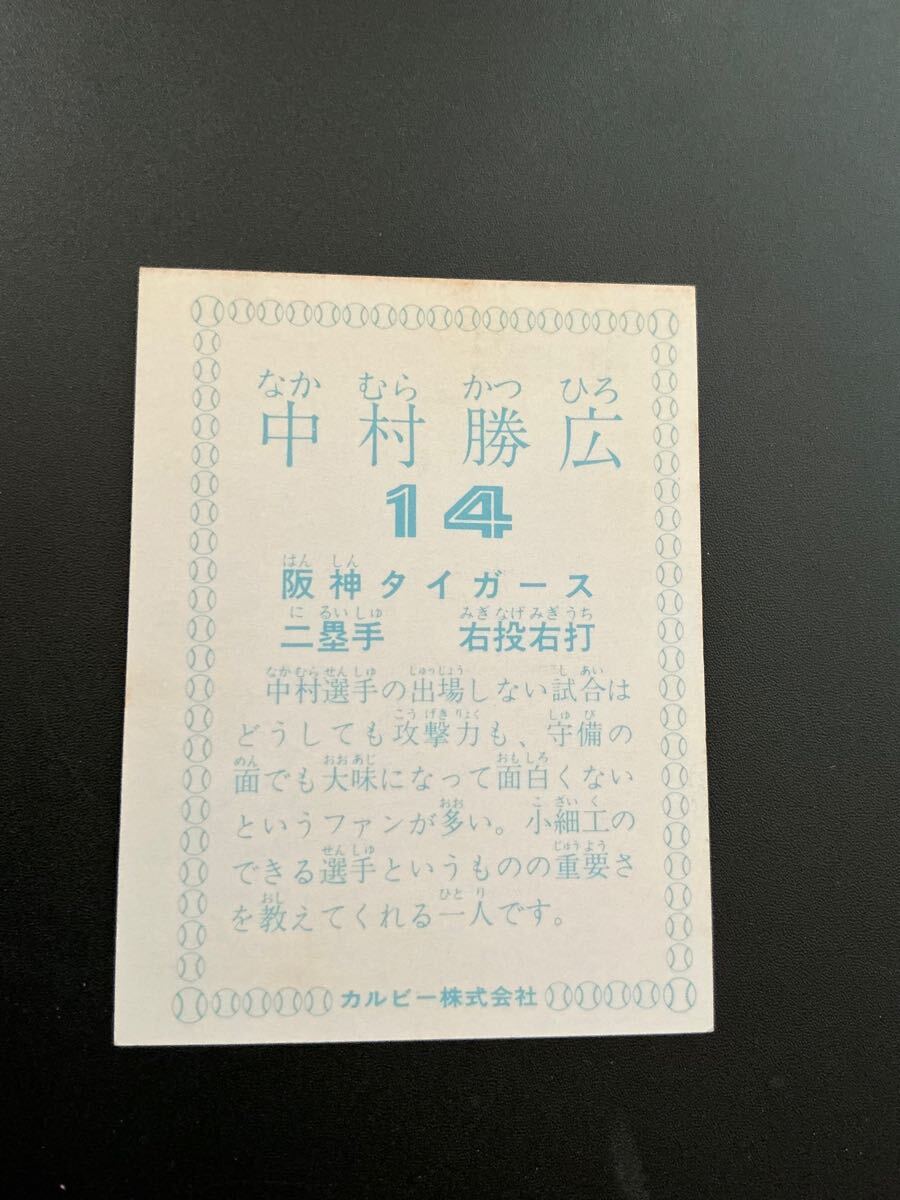 なか むら かつ ひろ
中村勝広
14
はん しん
阪神タイガース
に るい しゅ みぎ なげ みぎ うち
二塁手 右投右打
なか むら せん しゅ しゅつじょう し あい
中村選手の出場しない試合は
こう げき りょく しゅ び
どうしても攻撃力も、守備の
めん おお あじ おもしろ
面でも大味になって面白くない
おお こ ざい く
というファンが多い。小細工の
せん しゅ じゅう よう
できる選手というものの重要さ
おし ひと り
を教えてくれる一人です。
カルビー株式会社